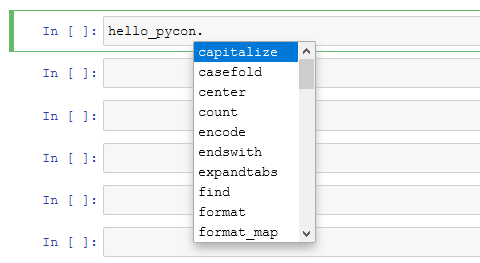 In [ ]: hello_pycon.
capitalize
In [ ]:
casefold
center
In [ ]:
count
encode
In [ ]:
endswith
expandtabs
find
In [ ]:
format
format_map
In [ ]: